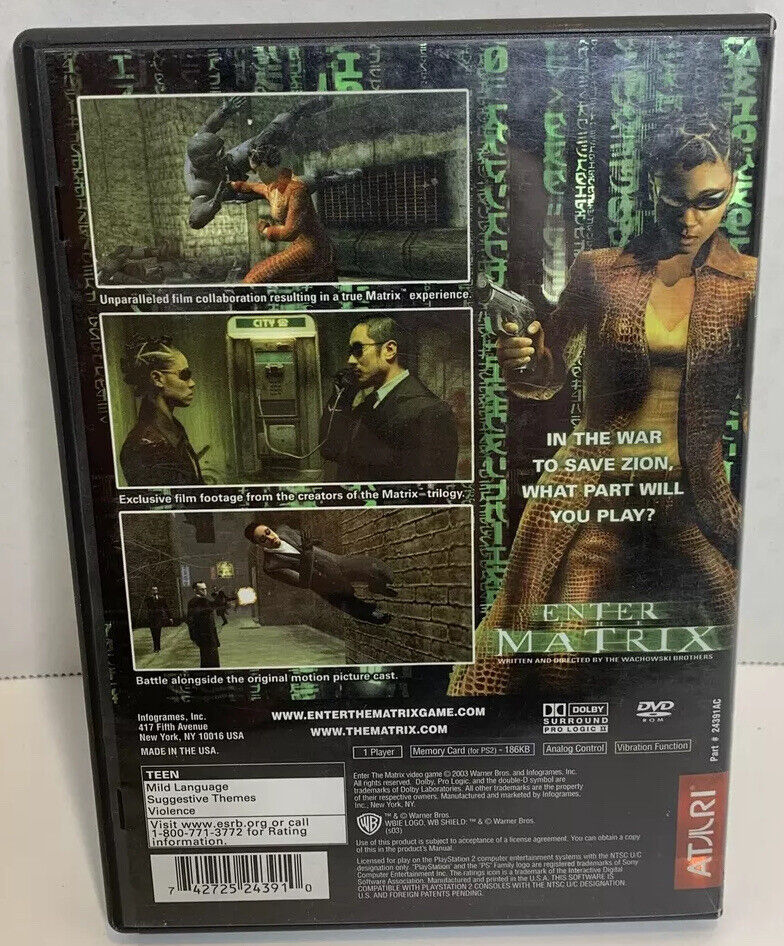 Unparalleled film collaboration resulting in a true Matrix™ experience.
CITY
Exclusive film footage from the creators of the Matrix™ trilogy.
Battle alongside the original motion picture cast.
IN THE WAR
TO SAVE ZION,
WHAT PART WILL
YOU PLAY?
ENTER
THE
MATRIX
WRITTEN AND DIRECTED BY THE WACHOWSKI BROTHERS
Infogrames, Inc.
417 Fifth Avenue
New York, NY 10016 USA
MADE IN THE USA.
WWW.ENTERTHEMATRIXGAME.COM
WWW.THEMATRIX.COM
DOLBY
SURROUND
PRO LOGIC II
DVD
ROM
Part # 24391AC
1 Player
Memory Card (for PS2) - 186KB
Analog Control
Vibration Function
TEEN
Mild Language
Suggestive Themes
Violence
Visit www.esrb.org or call
1-800-771-3772 for Rating
information.
Enter The Matrix video game © 2003 Warner Bros. and Infogrames, Inc.
All rights reserved. Dolby, Pro Logic, and the double-D symbol are
trademarks of Dolby Laboratories. All other trademarks are the property
of their respective owners. Manufactured and marketed by Infogrames,
Inc., New York, NY.
WB
™ & © Warner Bros.
WBIE LOGO, WB SHIELD: ™ & © Warner Bros.
(s03)
Use of this product is subject to acceptance of a license agreement. You can obtain a copy
of this in the product's Manual.
Licensed for play on the PlayStation 2 computer entertainment systems with the NTSC U/C
designation only. "PlayStation" and the "PS" Family logo are registered trademarks of Sony
Computer Entertainment Inc. The ratings icon is a trademark of the Interactive Digital
Software Association. Manufactured and printed in the U.S.A. THIS SOFTWARE IS
COMPATIBLE WITH PLAYSTATION 2 CONSOLES WITH THE NTSC U/C DESIGNATION.
U.S. AND FOREIGN PATENTS PENDING.
ATARI
7 42725 24391 0